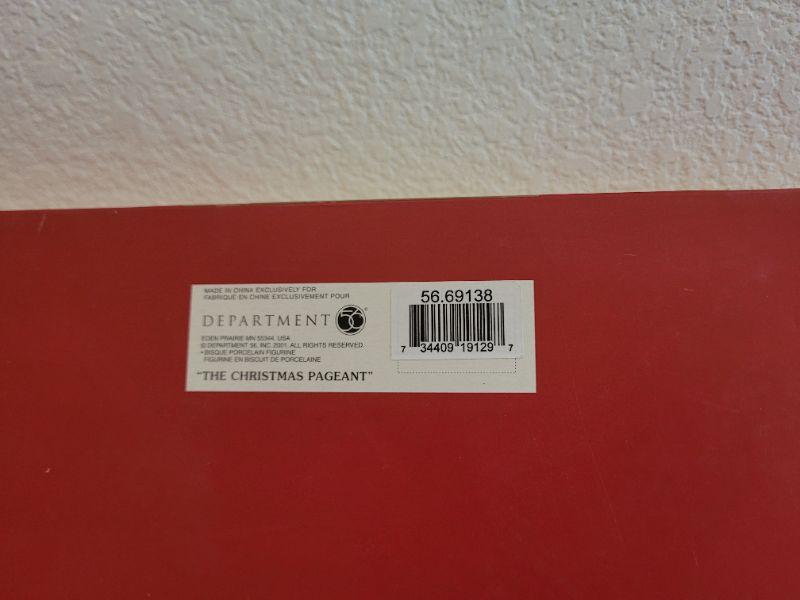 MADE IN CHINA EXCLUSIVELY FOR
FABRIQUÉ EN CHINE EXCLUSIVEMENT POUR
DEPARTMENT 56®
EDEN PRAIRIE MN 55344, USA
© DEPARTMENT 56, INC. 2001. ALL RIGHTS RESERVED.
• BISQUE PORCELAIN FIGURINE
FIGURINE EN BISCUIT DE PORCELAINE
"THE CHRISTMAS PAGEANT"
56.69138
7 34409 19129 7